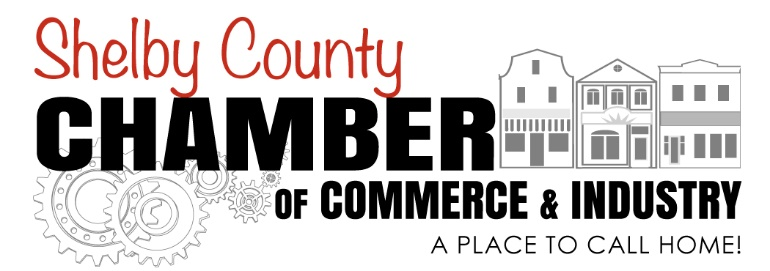 Shelby County
CHAMBER
OF COMMERCE & INDUSTRY
A PLACE TO CALL HOME!